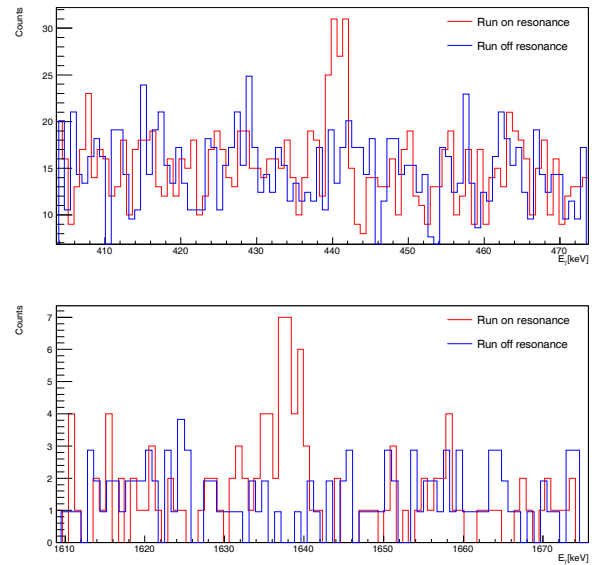 Counts
30
25
20
15
10
Run on resonance
Run off resonance
410 420 430 440 450 460 470
Eγ[keV]
Counts
7
6
5
4
3
2
1
0
Run on resonance
Run off resonance
1610 1620 1630 1640 1650 1660 1670
Eγ[keV]